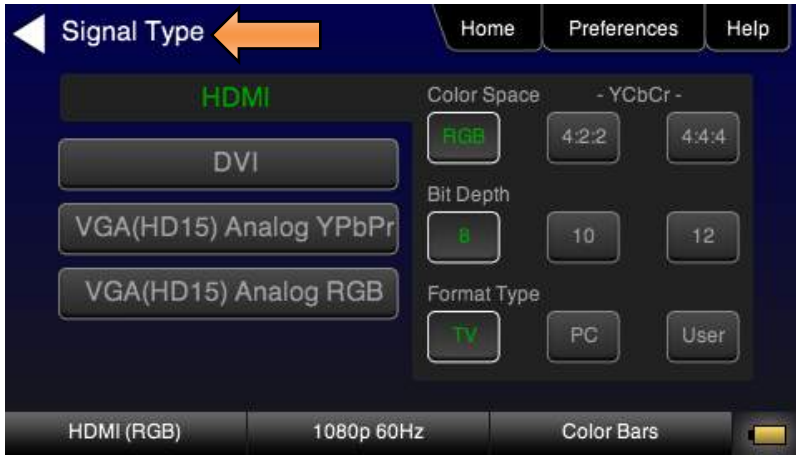 Signal Type
Home
Preferences
Help
HDMI
DVI
VGA(HD15) Analog YPbPr
VGA(HD15) Analog RGB
Color Space
- YCbCr -
RGB
4:2:2
4:4:4
Bit Depth
8
10
12
Format Type
TV
PC
User
HDMI (RGB)
1080p 60Hz
Color Bars